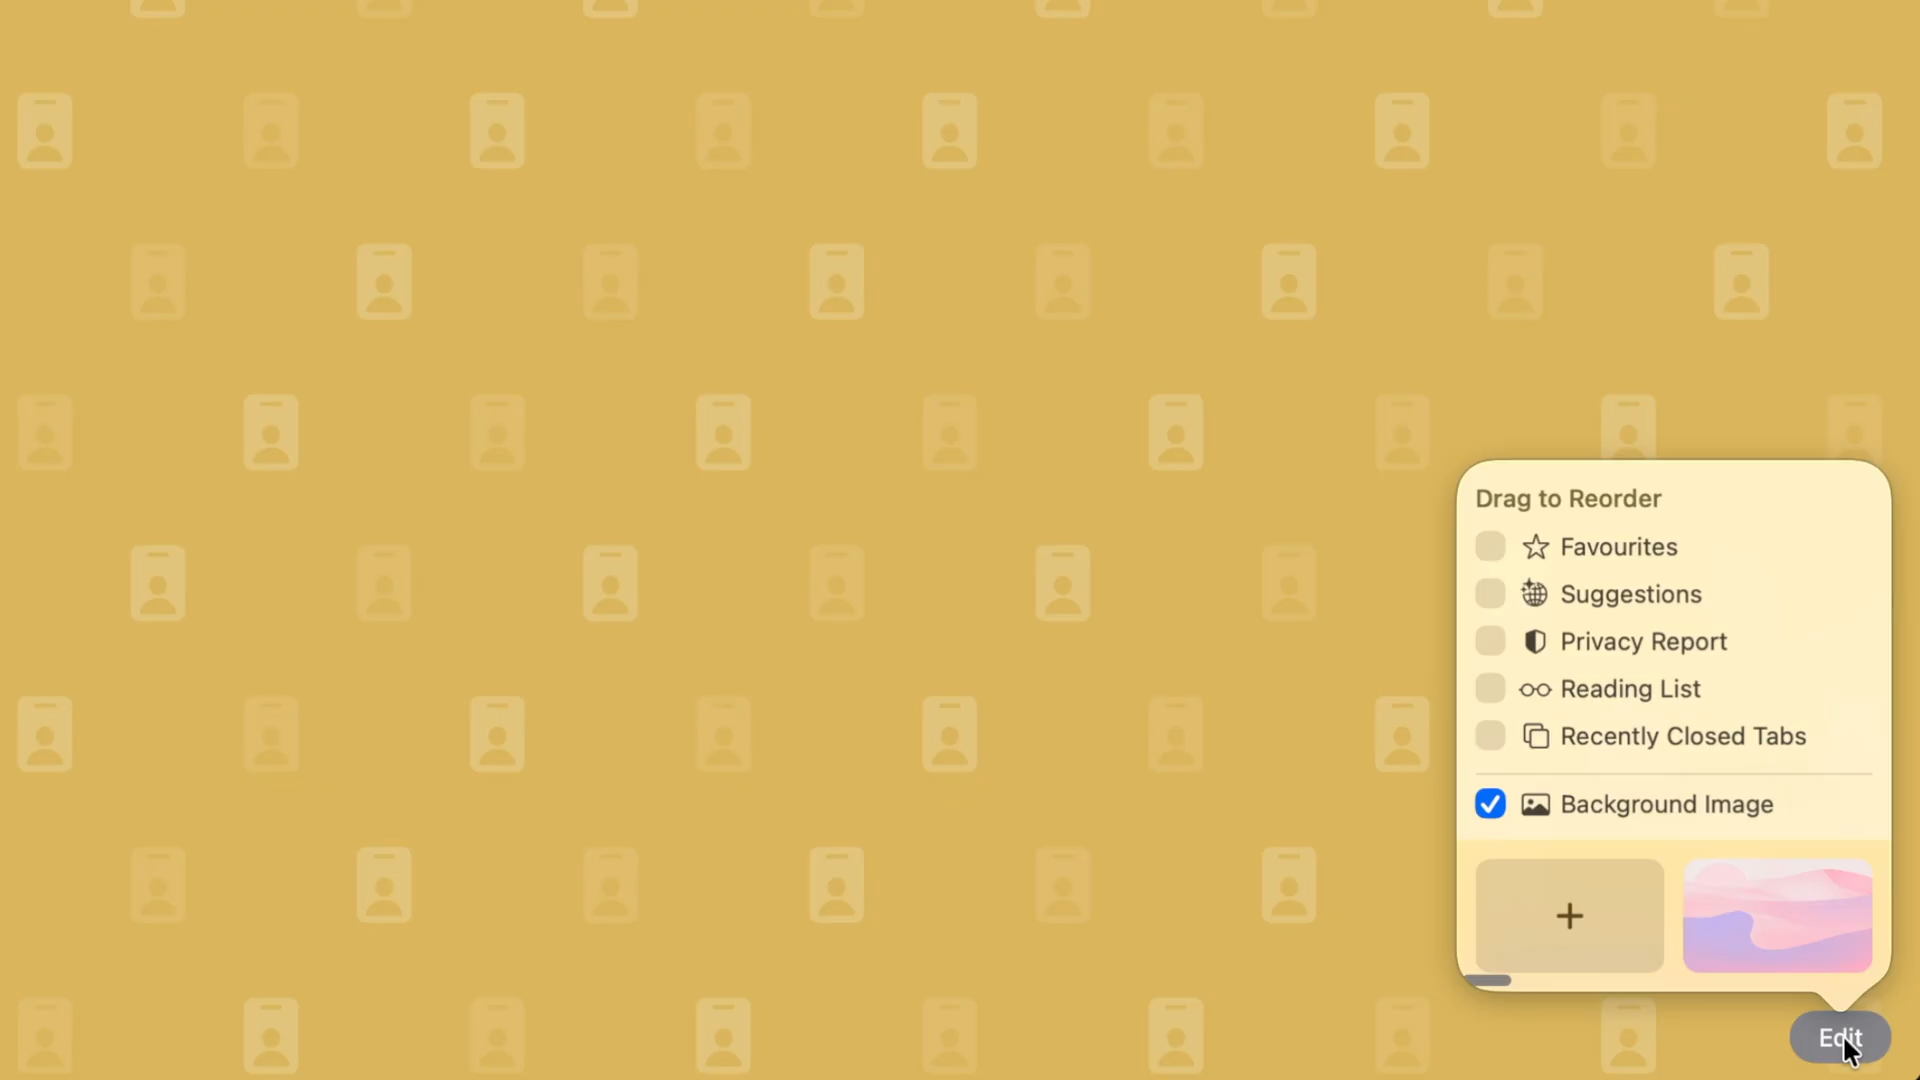 Drag to Reorder
Favourites
Suggestions
Privacy Report
Reading List
Recently Closed Tabs
Background Image
Edit